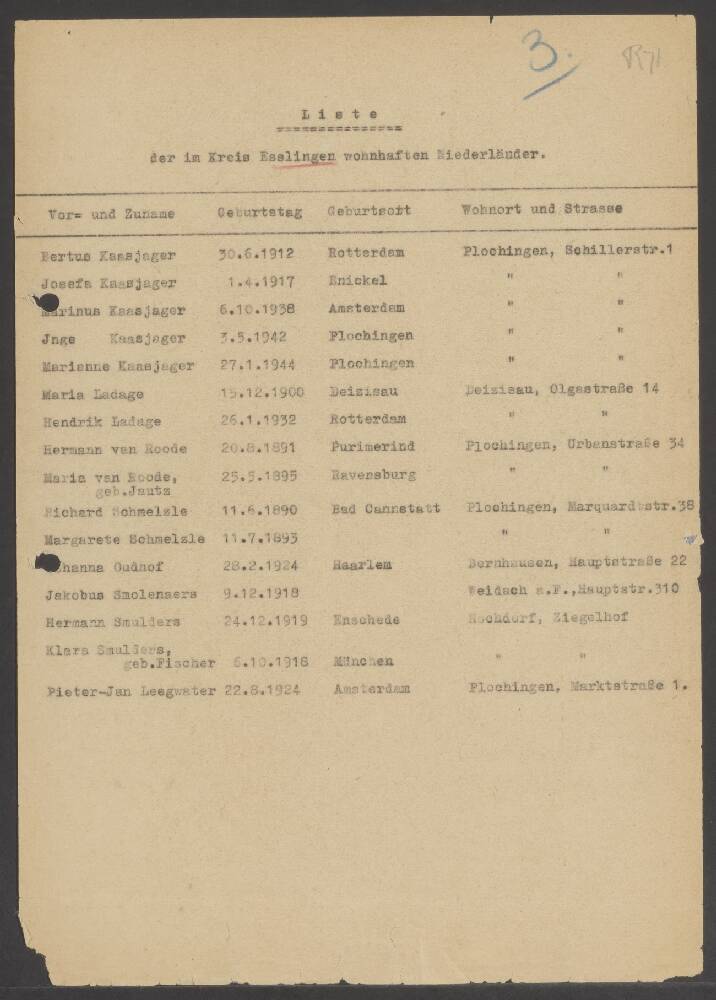 3.
Liste
der im Kreis Esslingen wohnhaften Niederländer.
Vor= und Zuname Geburtstag Geburtsort Wohnort und Strasse
Bertus Kaasjager 30.6.1912 Rotterdam Plochingen, Schillerstr.1
Josefa Kaasjager 1.4.1917 Enickel " "
Marinus Kaasjager 6.10.1938 Amsterdam " "
Jnge Kaasjager 3.5.1942 Plochingen " "
Marianne Kaasjager 27.1.1944 Plochingen " "
Maria Ladage 15.12.1900 Deizisau Deizisau, Olgastraße 14
Hendrik Ladage 26.1.1932 Rotterdam " "
Hermann van Roode 20.8.1891 Purimerind Plochingen, Urbanstraße 34
Maria van Roode, 25.5.1895 Ravensburg " "
geb.Jautz
Richard Schmelzle 11.6.1890 Bad Cannstatt Plochingen, Marquardtstr.38
Margarete Schmelzle 11.7.1893 " "
hanna Oudhof 28.2.1924 Haarlem Bernhausen, Hauptstraße 22
Jakobus Smolenaers 9.12.1918 Weidach a.F.,Hauptstr.310
Hermann Smulders 24.12.1919 Enschede Hochdorf, Ziegelhof
Klara Smulders,
geb.Fischer 6.10.1918 München " "
Pieter-Jan Leegwater 22.8.1924 Amsterdam Plochingen, Marktstraße 1.